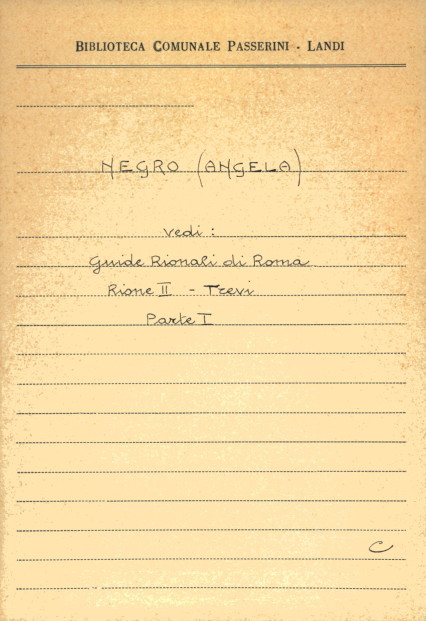 BIBLIOTECA COMUNALE PASSERINI - LANDI
NEGRO (ANGELA)
vedi :
Guide Rionali di Roma
Rione II - Trevi
Parte I
C